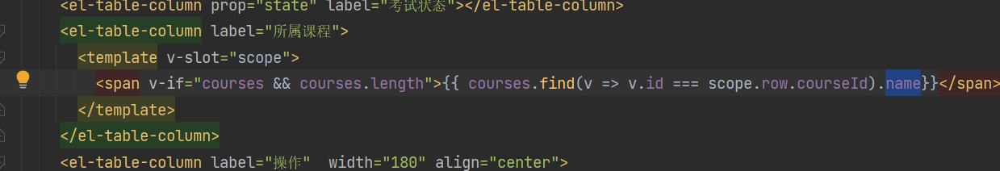 <el-table-column prop="state" label="考试状态"></el-table-column>
<el-table-column label="所属课程">
<template v-slot="scope">
<span v-if="courses && courses.length">{{ courses.find(v => v.id === scope.row.courseId).name}}</span>
</template>
</el-table-column>
<el-table-column label="操作"  width="180" align="center">